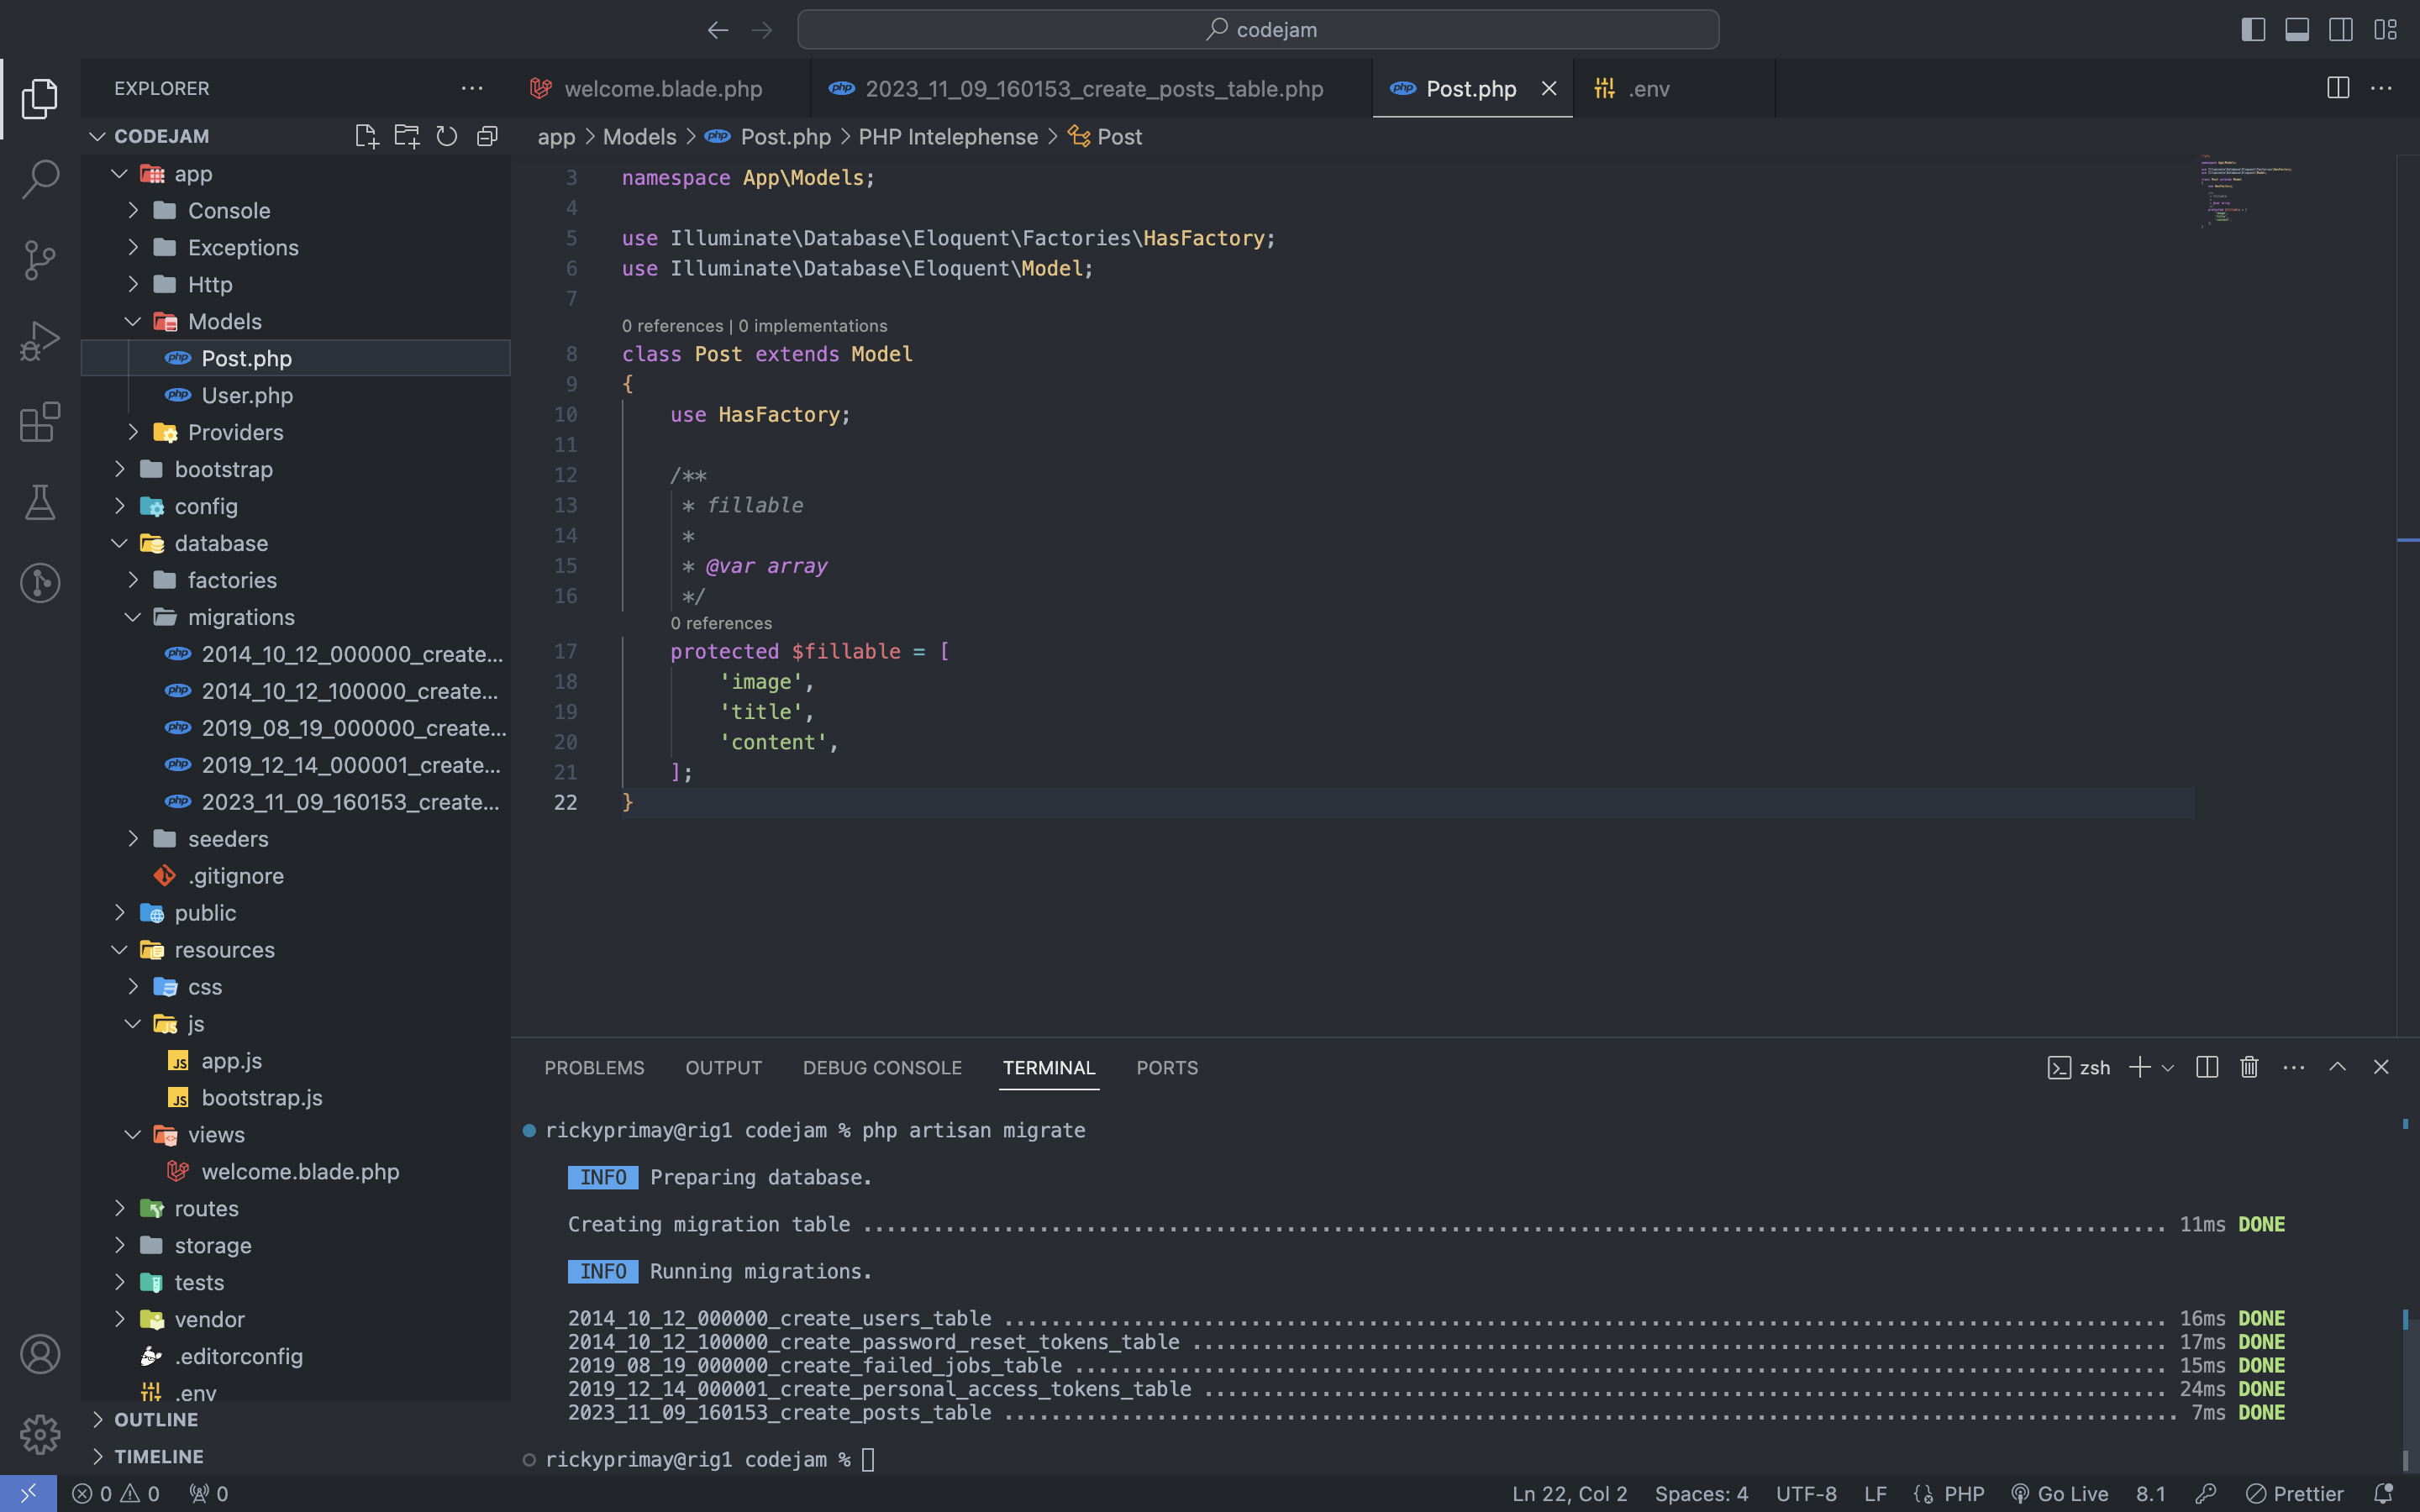 codejam
EXPLORER
welcome.blade.php
2023_11_09_160153_create_posts_table.php
Post.php
.env
CODEJAM
app > Models > Post.php > PHP Intelephense > Post
app
Console
Exceptions
Http
Models
Post.php
User.php
Providers
bootstrap
config
database
factories
migrations
2014_10_12_000000_create...
2014_10_12_100000_create...
2019_08_19_000000_create...
2019_12_14_000001_create...
2023_11_09_160153_create...
seeders
.gitignore
public
resources
css
js
app.js
bootstrap.js
views
welcome.blade.php
routes
storage
tests
vendor
.editorconfig
.env
OUTLINE
TIMELINE
3 namespace App\Models;
4
5 use Illuminate\Database\Eloquent\Factories\HasFactory;
6 use Illuminate\Database\Eloquent\Model;
7
0 references | 0 implementations
8 class Post extends Model
9 {
10 use HasFactory;
11
12 /**
13 * fillable
14 *
15 * @var array
16 */
0 references
17 protected $fillable = [
18 'image',
19 'title',
20 'content',
21 ];
22 }
PROBLEMS OUTPUT DEBUG CONSOLE TERMINAL PORTS
zsh
rickyprimay@rig1 codejam % php artisan migrate
INFO Preparing database.
Creating migration table ........ 11ms DONE
INFO Running migrations.
2014_10_12_000000_create_users_table ........ 16ms DONE
2014_10_12_100000_create_password_reset_tokens_table ........ 17ms DONE
2019_08_19_000000_create_failed_jobs_table ........ 15ms DONE
2019_12_14_000001_create_personal_access_tokens_table ........ 24ms DONE
2023_11_09_160153_create_posts_table ........ 7ms DONE
rickyprimay@rig1 codejam %
0 0 0
Ln 22, Col 2 Spaces: 4 UTF-8 LF PHP Go Live 8.1 Prettier